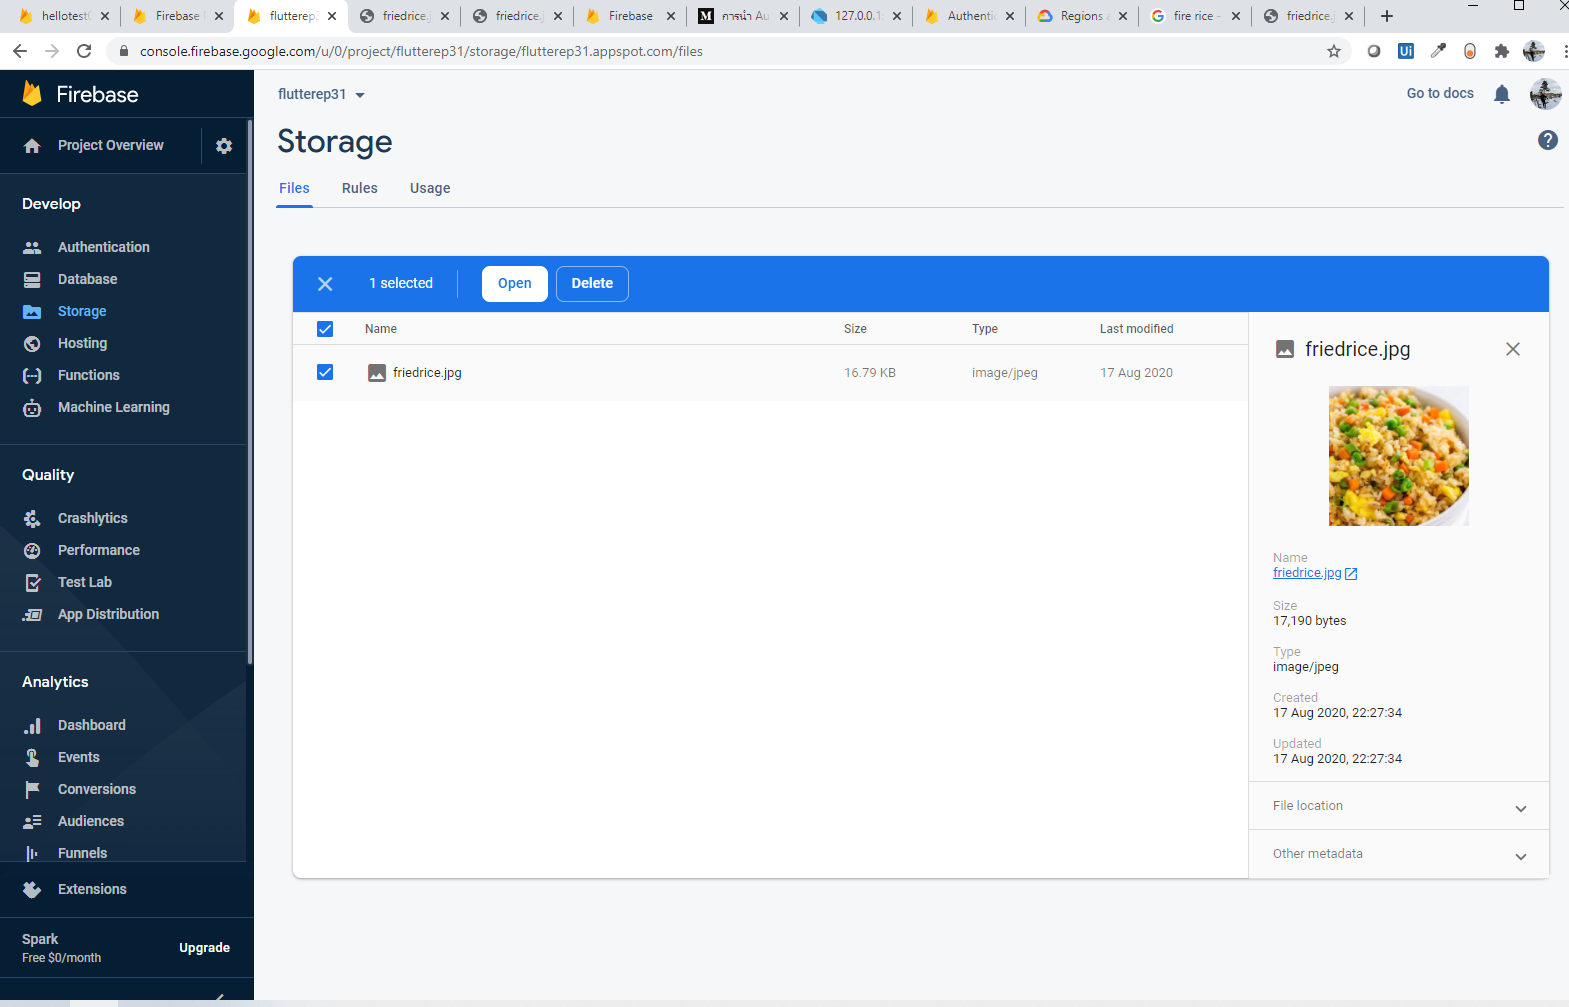 hellotest(
Firebase
flutterep:
friedrice.j
friedrice.j
Firebase
M การนำ Au
127.0.0.1:
Authentic
Regions a
G fire rice -
friedrice.j
console.firebase.google.com/u/0/project/flutterep31/storage/flutterep31.appspot.com/files
Ui
Firebase
Project Overview
Develop
Authentication
Database
Storage
Hosting
Functions
Machine Learning
Quality
Crashlytics
Performance
Test Lab
App Distribution
Analytics
Dashboard
Events
Conversions
Audiences
Funnels
Extensions
Spark
Free $0/month
Upgrade
flutterep31
Go to docs
Storage
Files Rules Usage
1 selected Open Delete
Name Size Type Last modified
friedrice.jpg 16.79 KB image/jpeg 17 Aug 2020
friedrice.jpg
Name
friedrice.jpg
Size
17,190 bytes
Type
image/jpeg
Created
17 Aug 2020, 22:27:34
Updated
17 Aug 2020, 22:27:34
File location
Other metadata